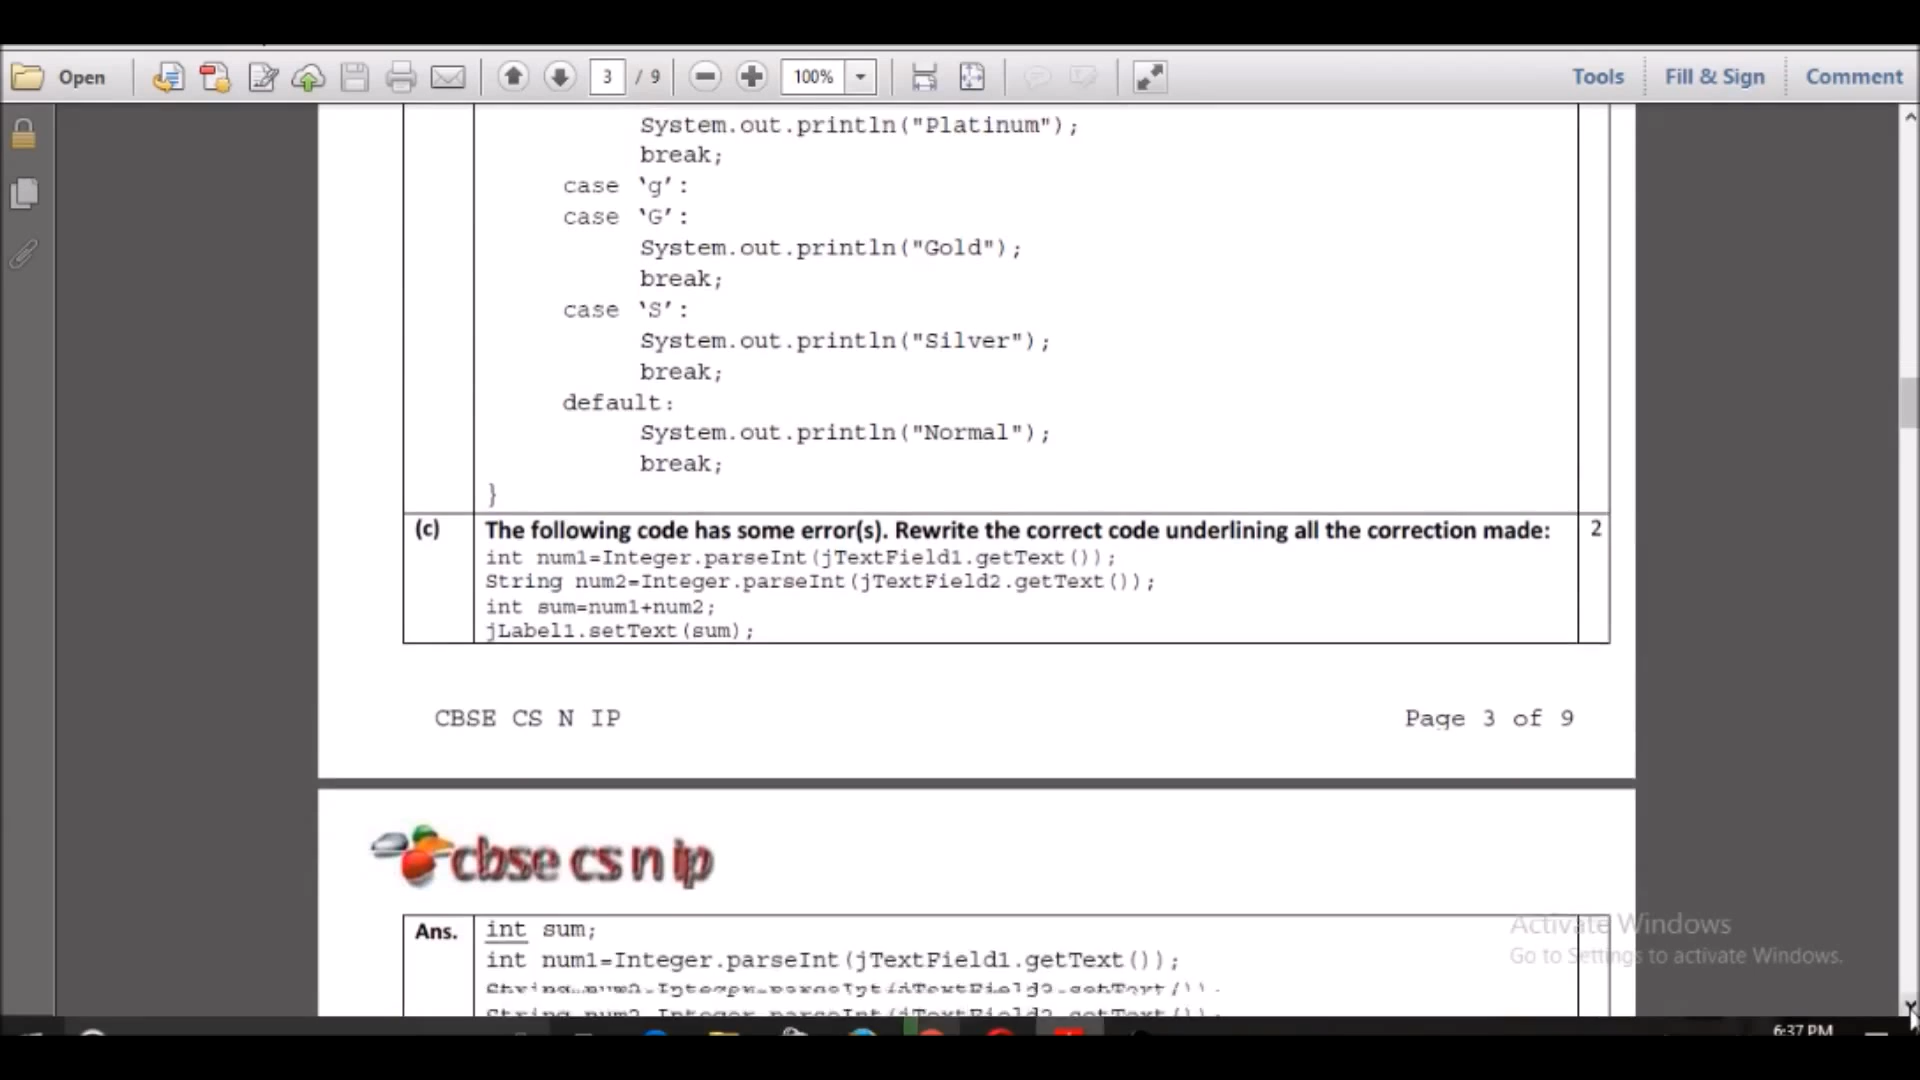 Open
3 / 9
100%
Tools
Fill & Sign
Comment
System.out.println("Platinum");
break;
case ‘g’:
case ‘G’:
System.out.println("Gold");
break;
case ‘S’:
System.out.println("Silver");
break;
default:
System.out.println("Normal");
break;
}
(c) The following code has some error(s). Rewrite the correct code underlining all the correction made: 2
int num1=Integer.parseInt(jTextField1.getText());
String num2=Integer.parseInt(jTextField2.getText());
int sum=num1+num2;
jLabel1.setText(sum);
CBSE CS N IP Page 3 of 9
cbse cs n ip
Ans. int sum;
int num1=Integer.parseInt(jTextField1.getText());
Activate Windows
Go to Settings to activate Windows.
6:37 PM